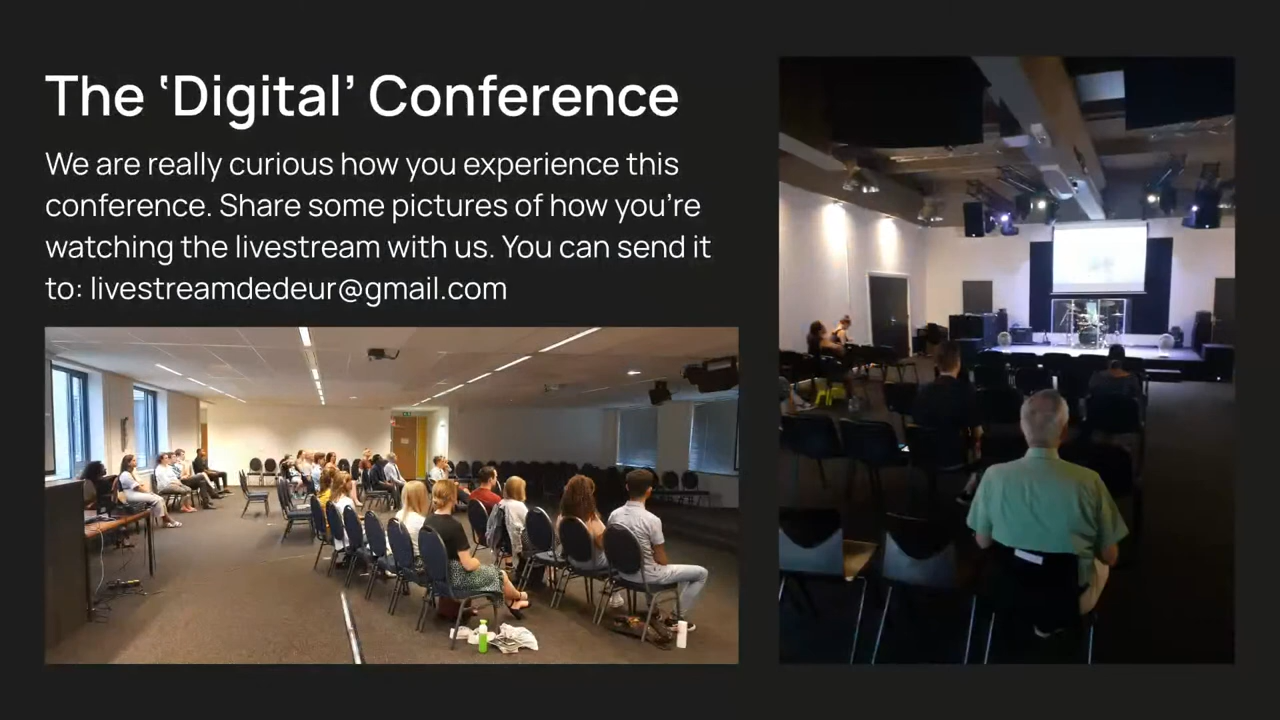 The ‘Digital’ Conference
We are really curious how you experience this
conference. Share some pictures of how you’re
watching the livestream with us. You can send it
to: livestreamdedeur@gmail.com